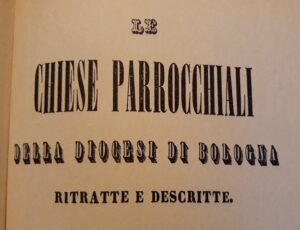 LE
CHIESE PARROCCHIALI
DELLA DIOCESI DI BOLOGNA
RITRATTE E DESCRITTE.